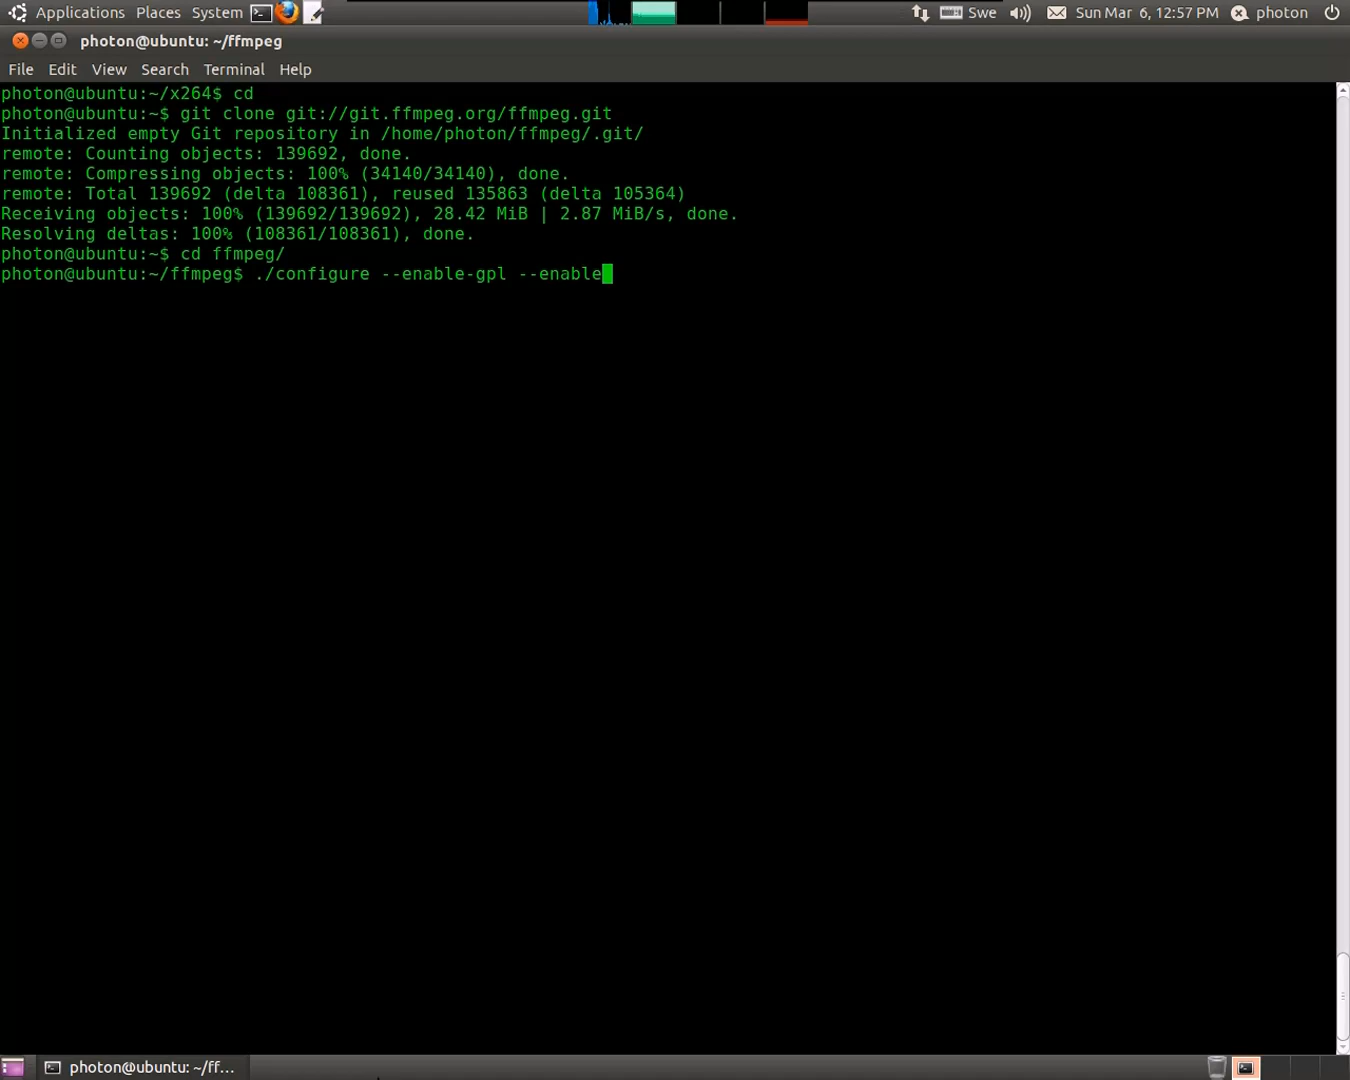 Applications Places System Swe Sun Mar 6, 12:57 PM photon
photon@ubuntu: ~/ffmpeg
File Edit View Search Terminal Help
photon@ubuntu:~/x264$ cd
photon@ubuntu:~$ git clone git://git.ffmpeg.org/ffmpeg.git
Initialized empty Git repository in /home/photon/ffmpeg/.git/
remote: Counting objects: 139692, done.
remote: Compressing objects: 100% (34140/34140), done.
remote: Total 139692 (delta 108361), reused 135863 (delta 105364)
Receiving objects: 100% (139692/139692), 28.42 MiB | 2.87 MiB/s, done.
Resolving deltas: 100% (108361/108361), done.
photon@ubuntu:~$ cd ffmpeg/
photon@ubuntu:~/ffmpeg$ ./configure --enable-gpl --enable
photon@ubuntu: ~/ff...